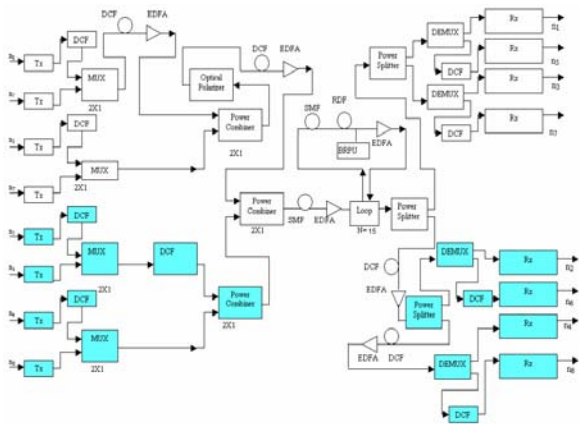 DCF EDFA
Tx
DCF
MUX
2X1
Tx
DCF EDFA
Optical
Polarizer
Power
Combiner
2X1
Tx
DCF
MUX
2X1
Tx
SMF
RDF
EDFA
BRPU
Power
Combiner
2X1
SMF
EDFA
Loop
N= 15
Power
Splitter
Tx
DCF
MUX
2X1
DCF
Tx
Power
Combiner
2X1
Tx
DCF
MUX
2X1
Tx
Power
Splitter
DEMUX
Rx
DCF
Rx
DEMUX
Rx
DCF
Rx
DCF
EDFA
Power
Splitter
DEMUX
Rx
DCF
Rx
EDFA
DCF
DEMUX
Rx
DCF
Rx